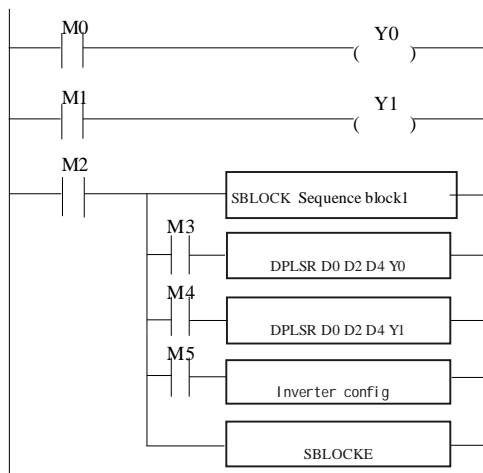 M0
Y0
M1
Y1
M2
SBLOCK Sequence block1
M3
DPLSR D0 D2 D4 Y0
M4
DPLSR D0 D2 D4 Y1
M5
Inverter config
SBLOCKE